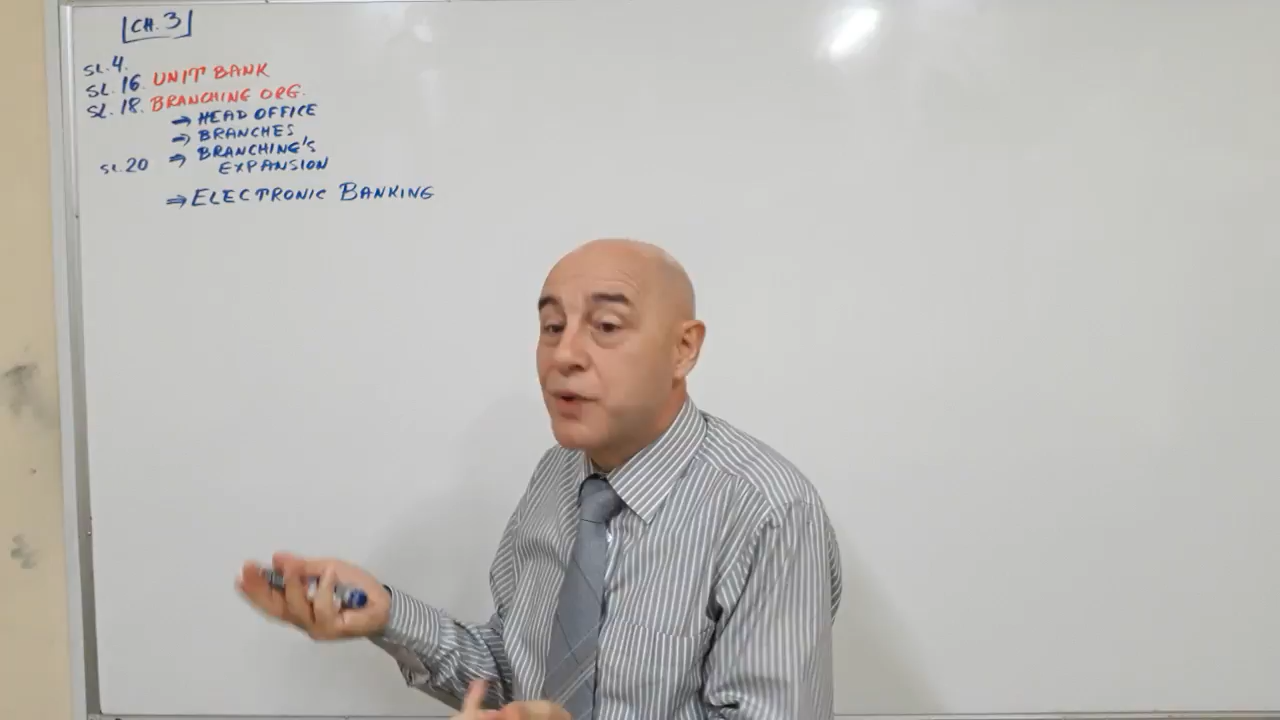 CH. 3
SL. 4.
SL. 16. UNIT BANK
SL. 18. BRANCHING ORG.
⇒ HEAD OFFICE
⇒ BRANCHES
SL. 20 ⇒ BRANCHING'S
EXPANSION
⇒ ELECTRONIC BANKING